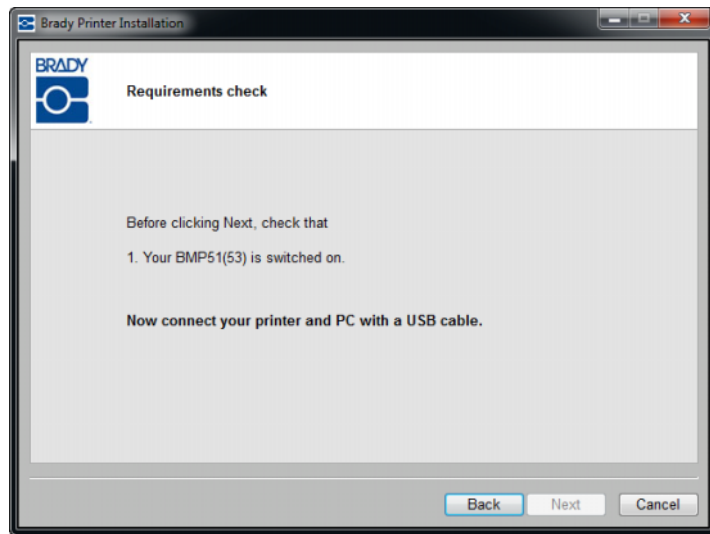 Brady Printer Installation
BRADY
Requirements check
Before clicking Next, check that
1. Your BMP51(53) is switched on.
Now connect your printer and PC with a USB cable.
Back Next Cancel